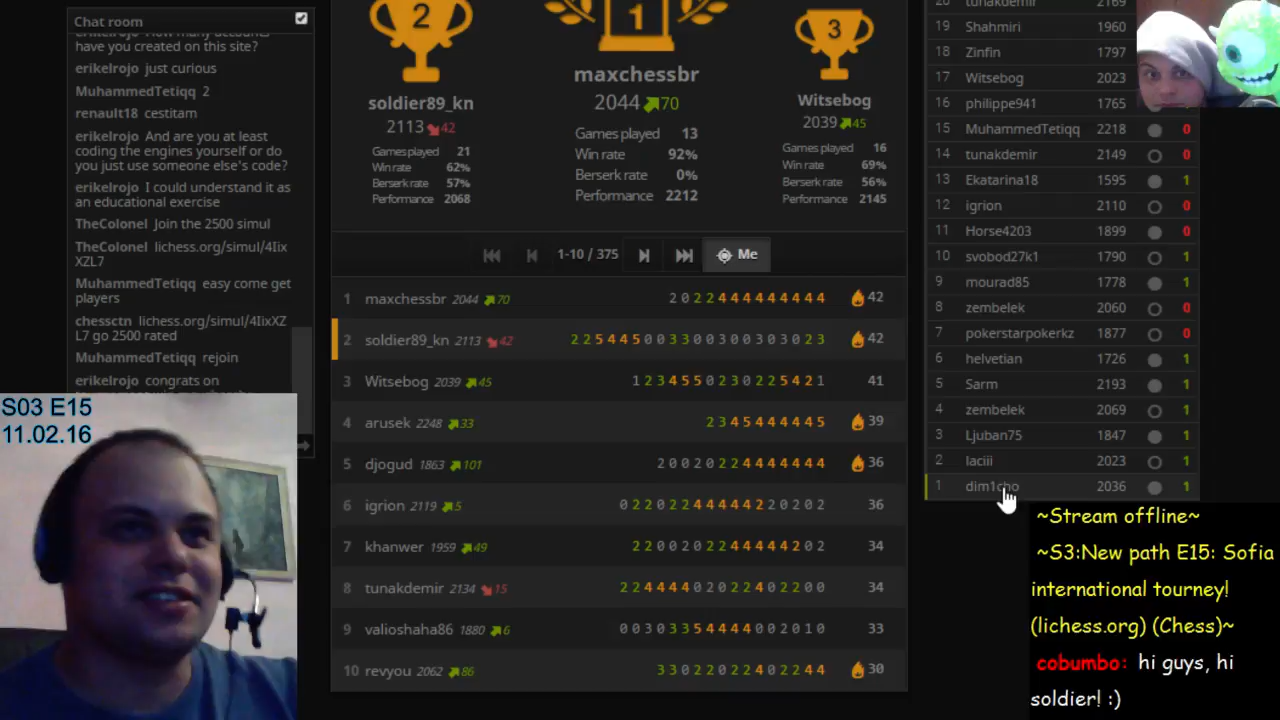 Chat room
have you created on this site?
erikelrojo just curious
MuhammedTetiqq 2
renault18 cestitam
erikelrojo And are you at least
coding the engines yourself or do
you just use someone else's code?
erikelrojo I could understand it as
an educational exercise
TheColonel Join the 2500 simul
TheColonel lichess.org/simul/4Iix
XZL7
MuhammedTetiqq easy come get
players
chessctn lichess.org/simul/4IixXZ
L7 go 2500 rated
MuhammedTetiqq rejoin
erikelrojo congrats on
S03 E15
11.02.16
2
soldier89_kn
2113 42
Games played 21
Win rate 62%
Berserk rate 57%
Performance 2068
1
maxchessbr
2044 70
Games played 13
Win rate 92%
Berserk rate 0%
Performance 2212
3
Witsebog
2039 45
Games played 16
Win rate 69%
Berserk rate 56%
Performance 2145
1-10 / 375 Me
1 maxchessbr 2044 70 2 0 2 2 4 4 4 4 4 4 4 4 4 42
2 soldier89_kn 2113 42 2 2 5 4 4 5 0 0 3 3 0 0 3 0 0 3 0 3 0 2 3 42
3 Witsebog 2039 45 1 2 3 4 5 5 0 2 3 0 2 2 5 4 2 1 41
4 arusek 2248 33 2 3 4 5 4 4 4 4 4 5 39
5 djogud 1863 101 2 0 0 2 0 2 2 4 4 4 4 4 4 4 36
6 igrion 2119 5 0 2 2 0 2 2 4 4 4 4 4 2 2 0 2 0 2 36
7 khanwer 1959 49 2 2 0 0 2 0 2 2 4 4 4 4 4 2 0 2 34
8 tunakdemir 2134 15 2 2 4 4 4 4 0 2 0 2 2 4 0 2 2 0 0 34
9 valioshaha86 1880 6 0 0 3 0 3 3 5 4 4 4 4 0 0 2 0 1 0 33
10 revyou 2062 86 3 3 0 2 2 0 2 2 4 4 0 2 2 4 4 30
20 tunakdemir 2169
19 Shahmiri 1960
18 Zinfin 1797
17 Witsebog 2023
16 philippe941 1765
15 MuhammedTetiqq 2218 0
14 tunakdemir 2149 0
13 Ekatarina18 1595 1
12 igrion 2110 0
11 Horse4203 1899 0
10 svobod27k1 1790 1
9 mourad85 1778 1
8 zembelek 2060 0
7 pokerstarpokerkz 1877 0
6 helvetian 1726 1
5 Sarm 2193 1
4 zembelek 2069 1
3 Ljuban75 1847 1
2 laciii 2023 1
1 dim1cho 2036 1
~Stream offline~
~S3:New path E15: Sofia
international tourney!
(lichess.org) (Chess)~
cobumbo: hi guys, hi
soldier! :)